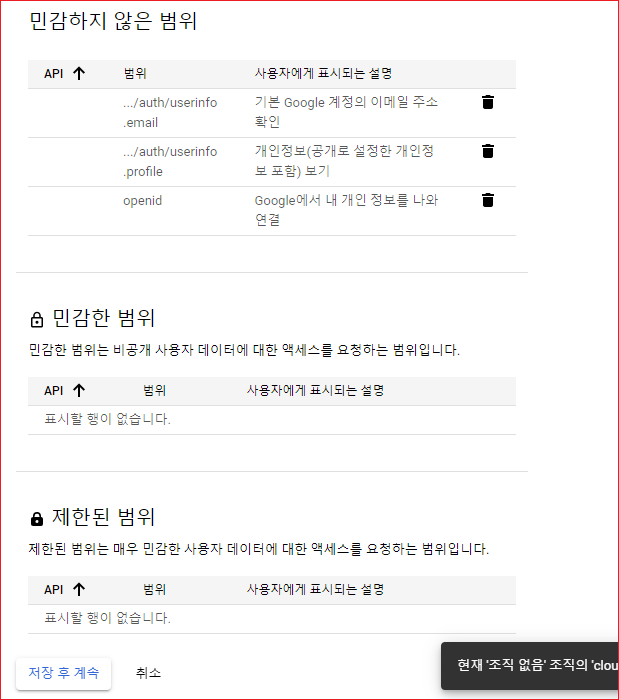 민감하지 않은 범위
API 범위 사용자에게 표시되는 설명
.../auth/userinfo 기본 Google 계정의 이메일 주소
.email 확인
.../auth/userinfo 개인정보(공개로 설정한 개인정
.profile 보 포함) 보기
openid Google에서 내 개인 정보를 나와
연결
민감한 범위
민감한 범위는 비공개 사용자 데이터에 대한 액세스를 요청하는 범위입니다.
API 범위 사용자에게 표시되는 설명
표시할 행이 없습니다.
제한된 범위
제한된 범위는 매우 민감한 사용자 데이터에 대한 액세스를 요청하는 범위입니다.
API 범위 사용자에게 표시되는 설명
표시할 행이 없습니다.
현재 '조직 없음' 조직의 'clou
저장 후 계속 취소